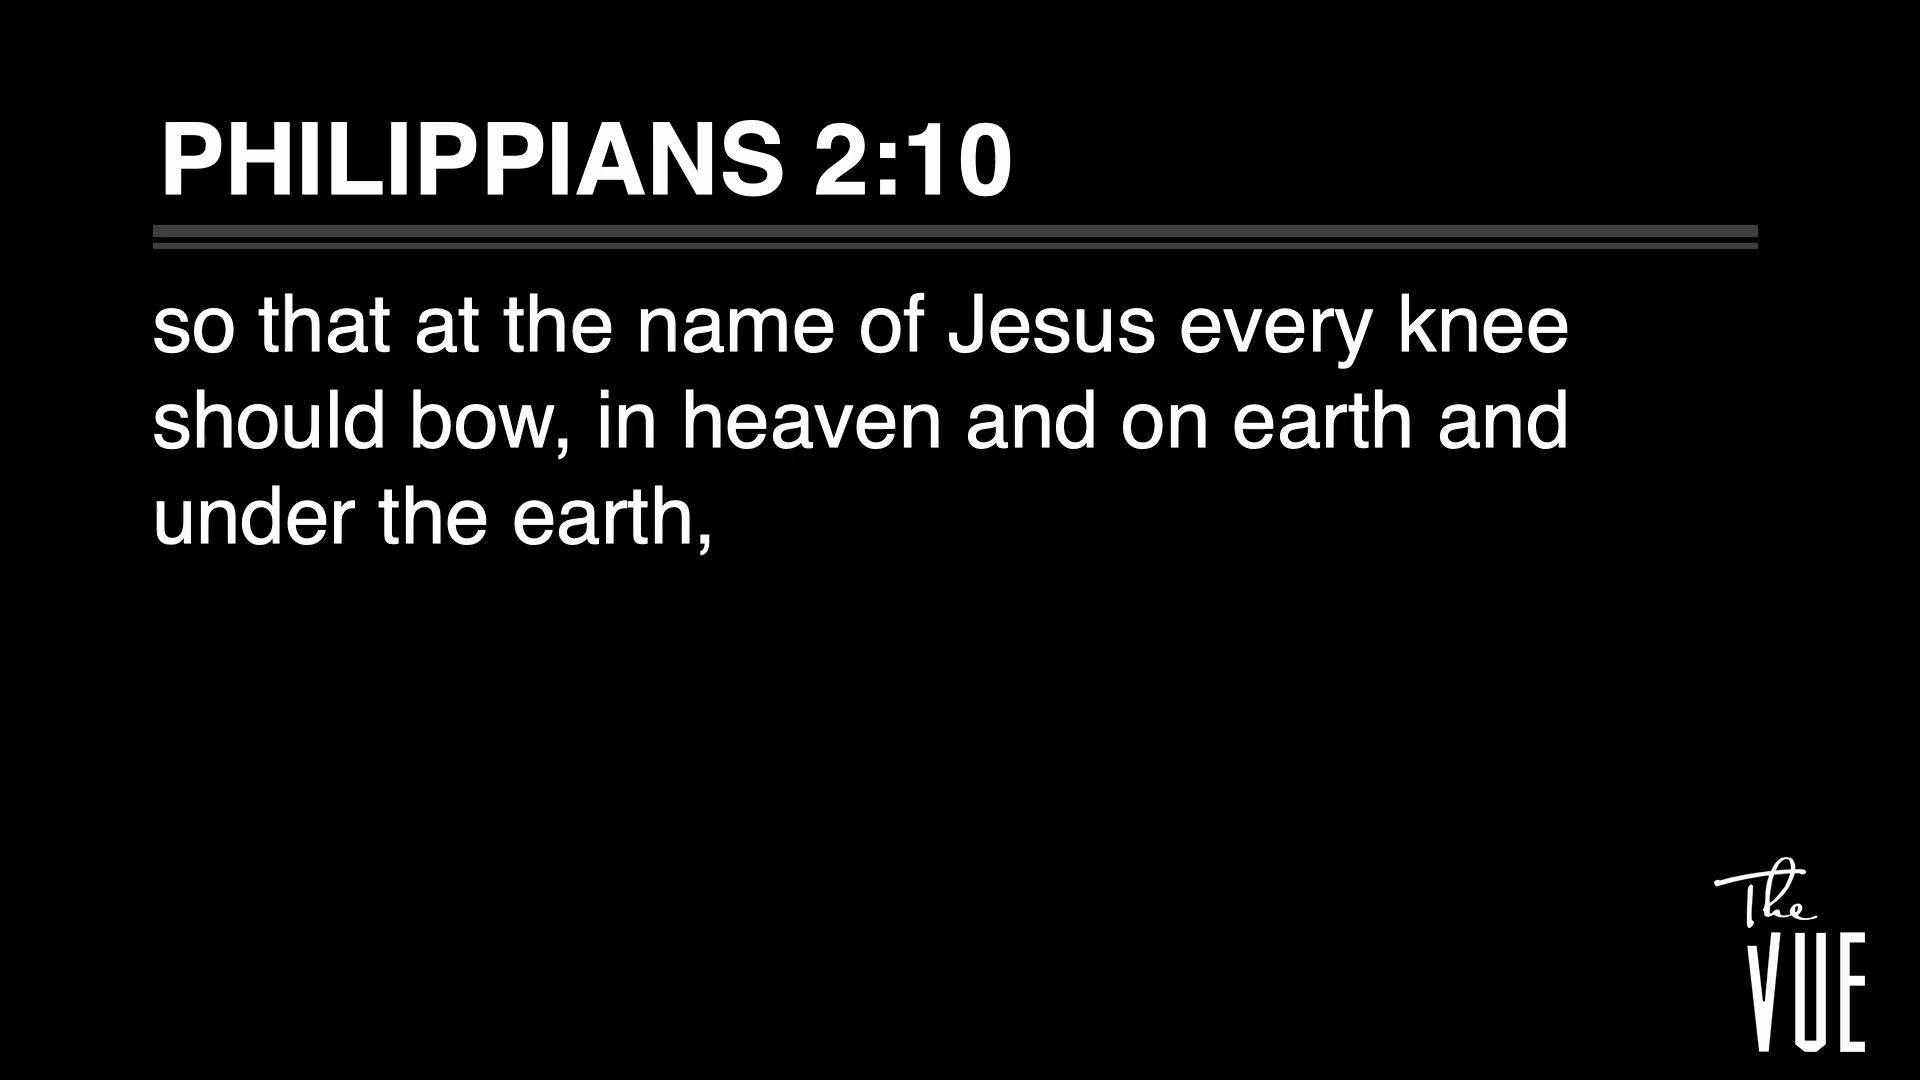 PHILIPPIANS 2:10
so that at the name of Jesus every knee
should bow, in heaven and on earth and
under the earth,
The
VUE